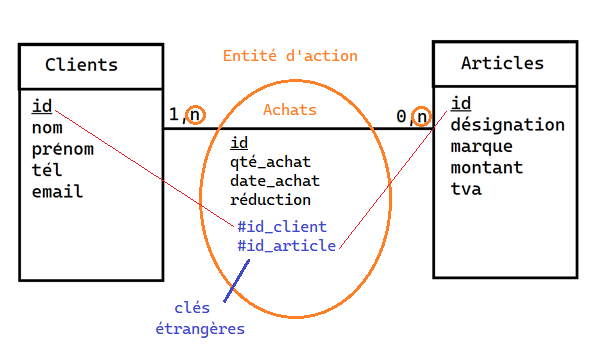 Entité d'action
Clients
id
nom
prénom
tél
email
1,n
Achats
id
qté_achat
date_achat
réduction
#id_client
#id_article
clés
étrangères
0,n
Articles
id
désignation
marque
montant
tva